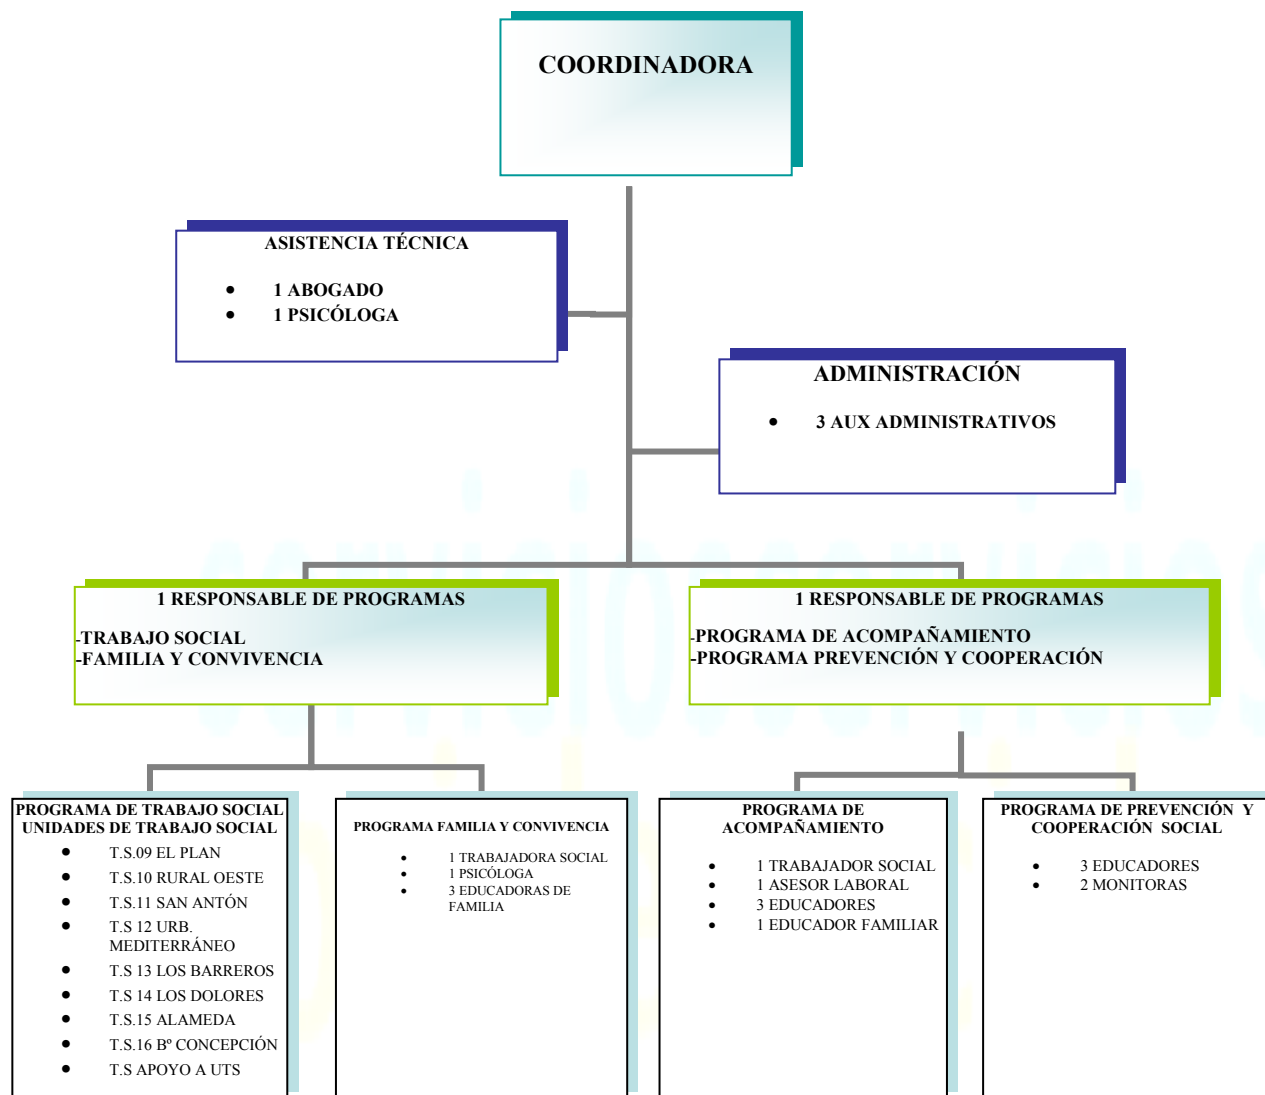 COORDINADORA
ASISTENCIA TÉCNICA
• 1 ABOGADO
• 1 PSICÓLOGA
ADMINISTRACIÓN
• 3 AUX ADMINISTRATIVOS
1 RESPONSABLE DE PROGRAMAS
-TRABAJO SOCIAL
-FAMILIA Y CONVIVENCIA
1 RESPONSABLE DE PROGRAMAS
-PROGRAMA DE ACOMPAÑAMIENTO
-PROGRAMA PREVENCIÓN Y COOPERACIÓN
PROGRAMA DE TRABAJO SOCIAL
UNIDADES DE TRABAJO SOCIAL
• T.S.09 EL PLAN
• T.S.10 RURAL OESTE
• T.S.11 SAN ANTÓN
• T.S 12 URB.
MEDITERRÁNEO
• T.S 13 LOS BARREROS
• T.S 14 LOS DOLORES
• T.S.15 ALAMEDA
• T.S.16 Bº CONCEPCIÓN
• T.S APOYO A UTS
PROGRAMA FAMILIA Y CONVIVENCIA
• 1 TRABAJADORA SOCIAL
• 1 PSICÓLOGA
• 3 EDUCADORAS DE
FAMILIA
PROGRAMA DE
ACOMPAÑAMIENTO
• 1 TRABAJADOR SOCIAL
• 1 ASESOR LABORAL
• 3 EDUCADORES
• 1 EDUCADOR FAMILIAR
PROGRAMA DE PREVENCIÓN Y
COOPERACIÓN SOCIAL
• 3 EDUCADORES
• 2 MONITORAS